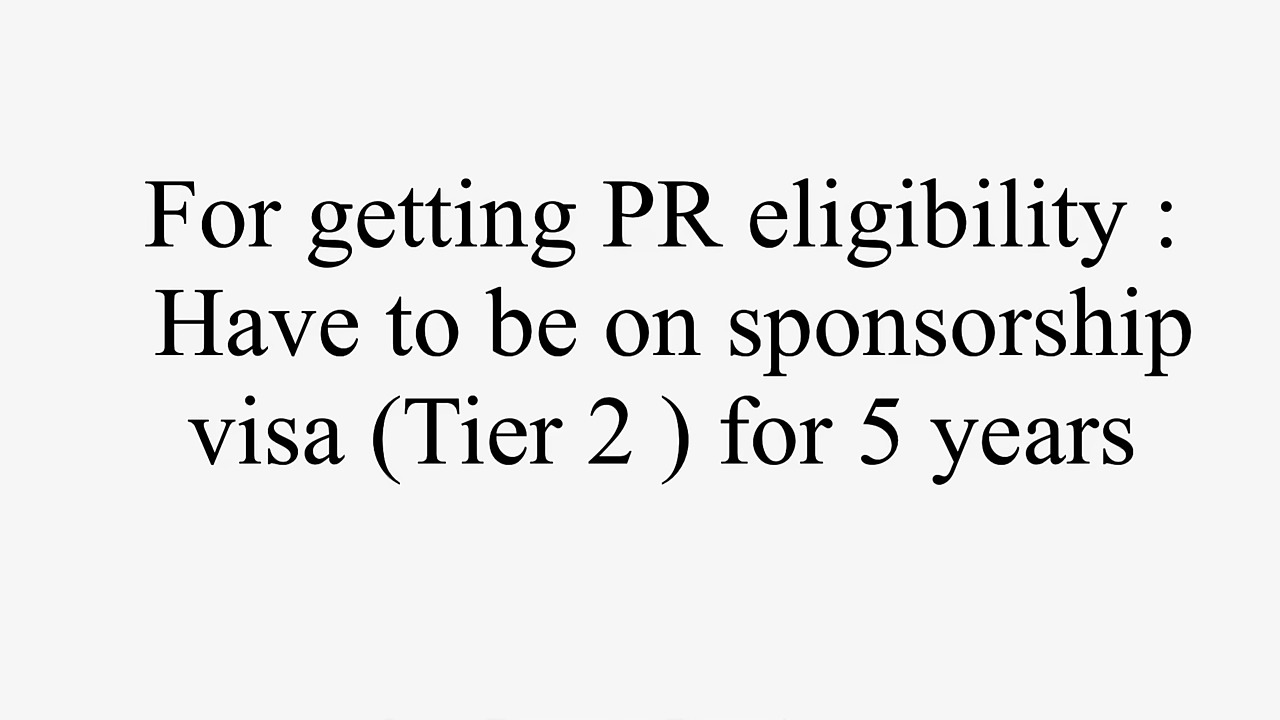 For getting PR eligibility :
Have to be on sponsorship
visa (Tier 2 ) for 5 years